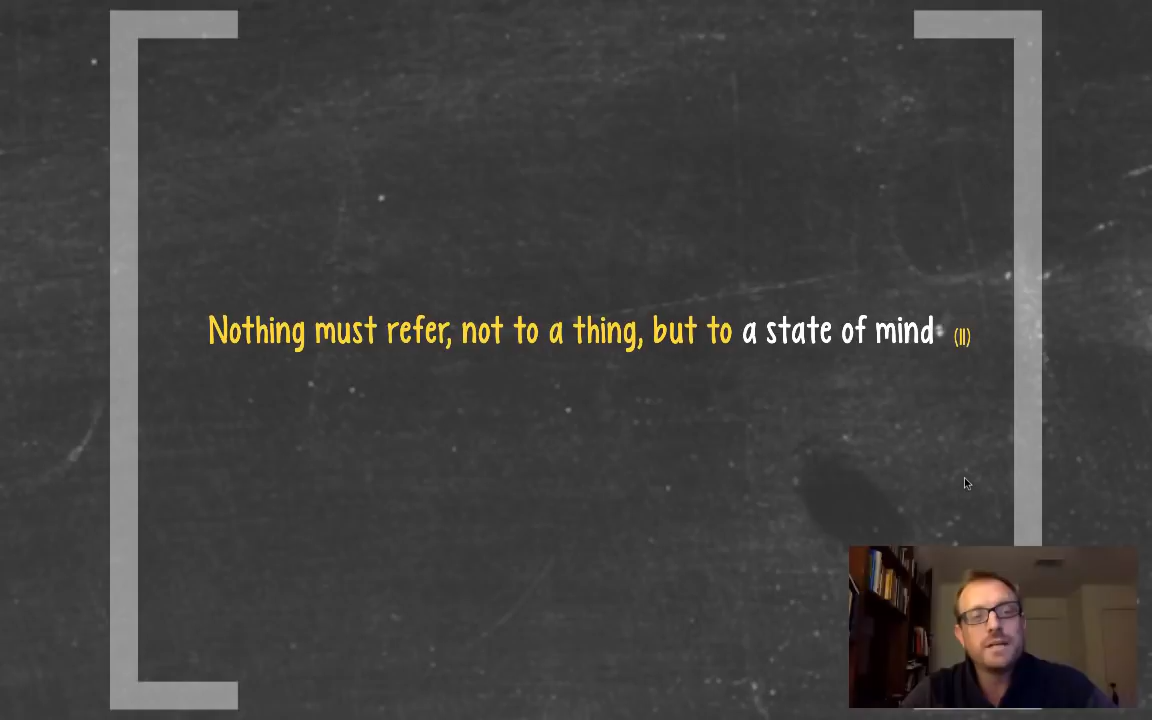 Nothing must refer, not to a thing, but to a state of mind (II)